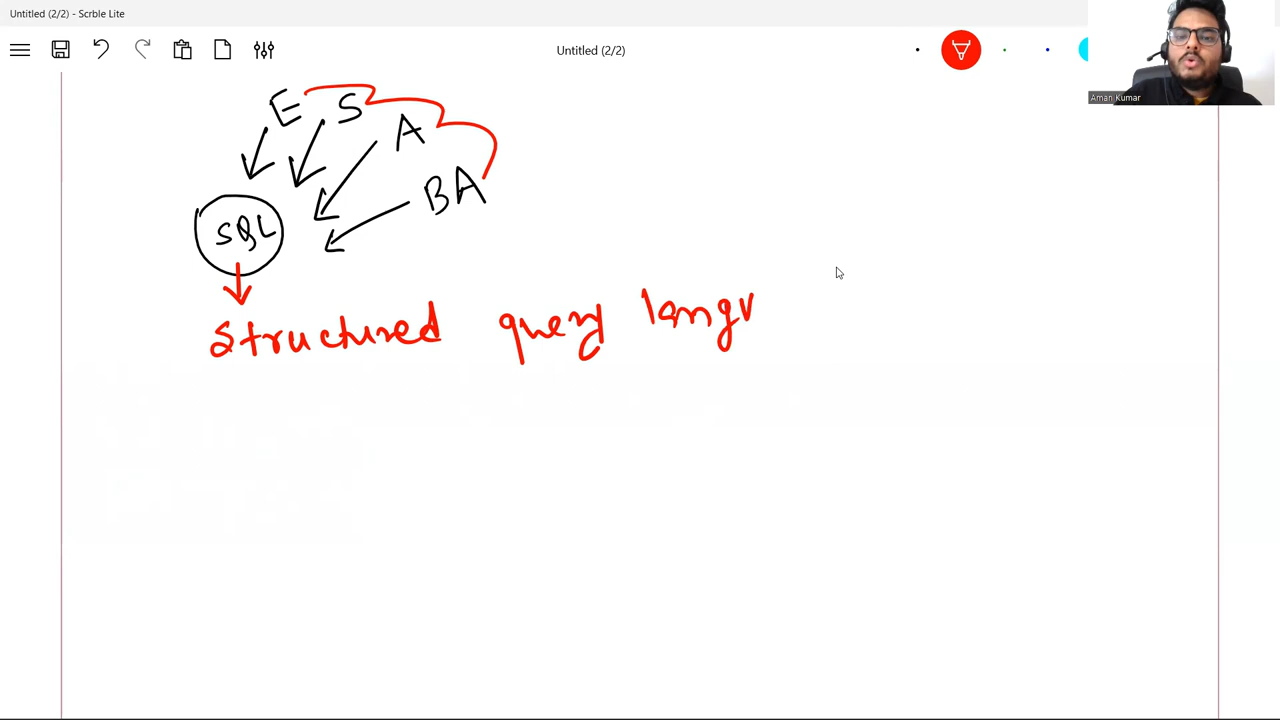 Untitled (2/2) - Scrble Lite
Untitled (2/2)
Aman Kumar
E S
A
BA
SQL
Structured query langu